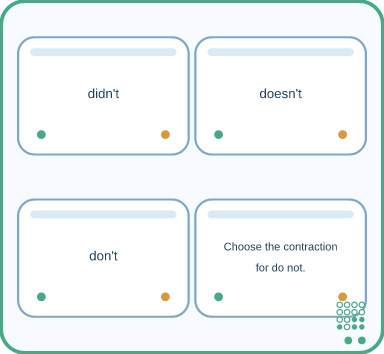 didn't
doesn't
don't
Choose the contraction
for do not.